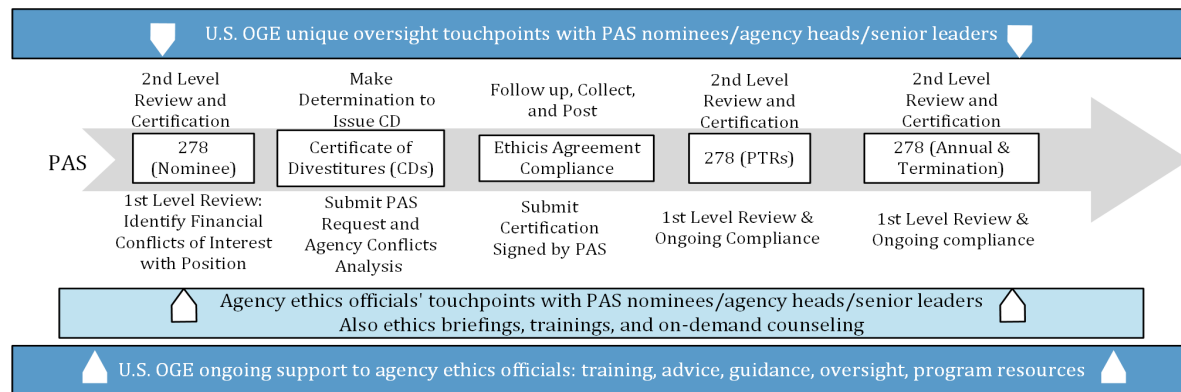 U.S. OGE unique oversight touchpoints with PAS nominees/agency heads/senior leaders
2nd Level
Review and
Certification
Make
Determination to
Issue CD
Follow up, Collect,
and Post
2nd Level
Review and
Certification
2nd Level
Review and
Certification
PAS
278
(Nominee)
Certificate of
Divestitures (CDs)
Ethicis Agreement
Compliance
278 (PTRs)
278 (Annual &
Termination)
1st Level Review:
Identify Financial
Conflicts of Interest
with Position
Submit PAS
Request and
Agency Conflicts
Analysis
Submit
Certification
Signed by PAS
1st Level Review &
Ongoing Compliance
1st Level Review &
Ongoing compliance
Agency ethics officials' touchpoints with PAS nominees/agency heads/senior leaders
Also ethics briefings, trainings, and on-demand counseling
U.S. OGE ongoing support to agency ethics officials: training, advice, guidance, oversight, program resources